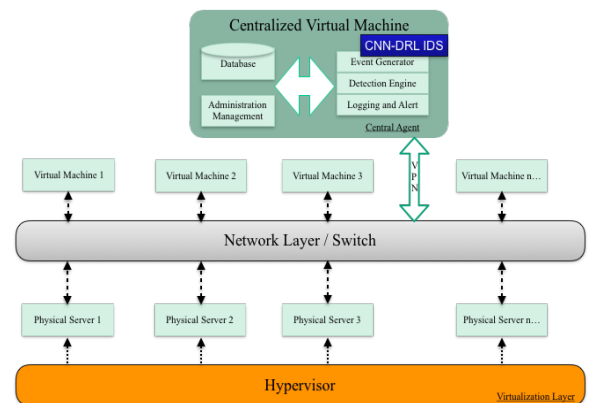 Centralized Virtual Machine
CNN-DRL IDS
Database
Event Generator
Detection Engine
Administration
Management
Logging and Alert
Central Agent
VPN
Virtual Machine 1
Virtual Machine 2
Virtual Machine 3
Virtual Machine n...
Network Layer / Switch
Physical Server 1
Physical Server 2
Physical Server 3
Physical Server n...
Hypervisor
Virtualization Layer